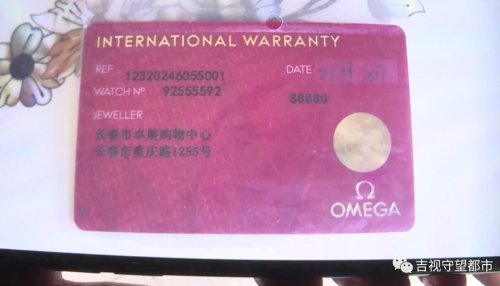 INTERNATIONAL WARRANTY
REF 12320246055001
DATE
WATCH Nº 92555592
88880
JEWELLER
长春市卓展购物中心
长春市重庆路1255号
Ω
OMEGA
吉视守望都市